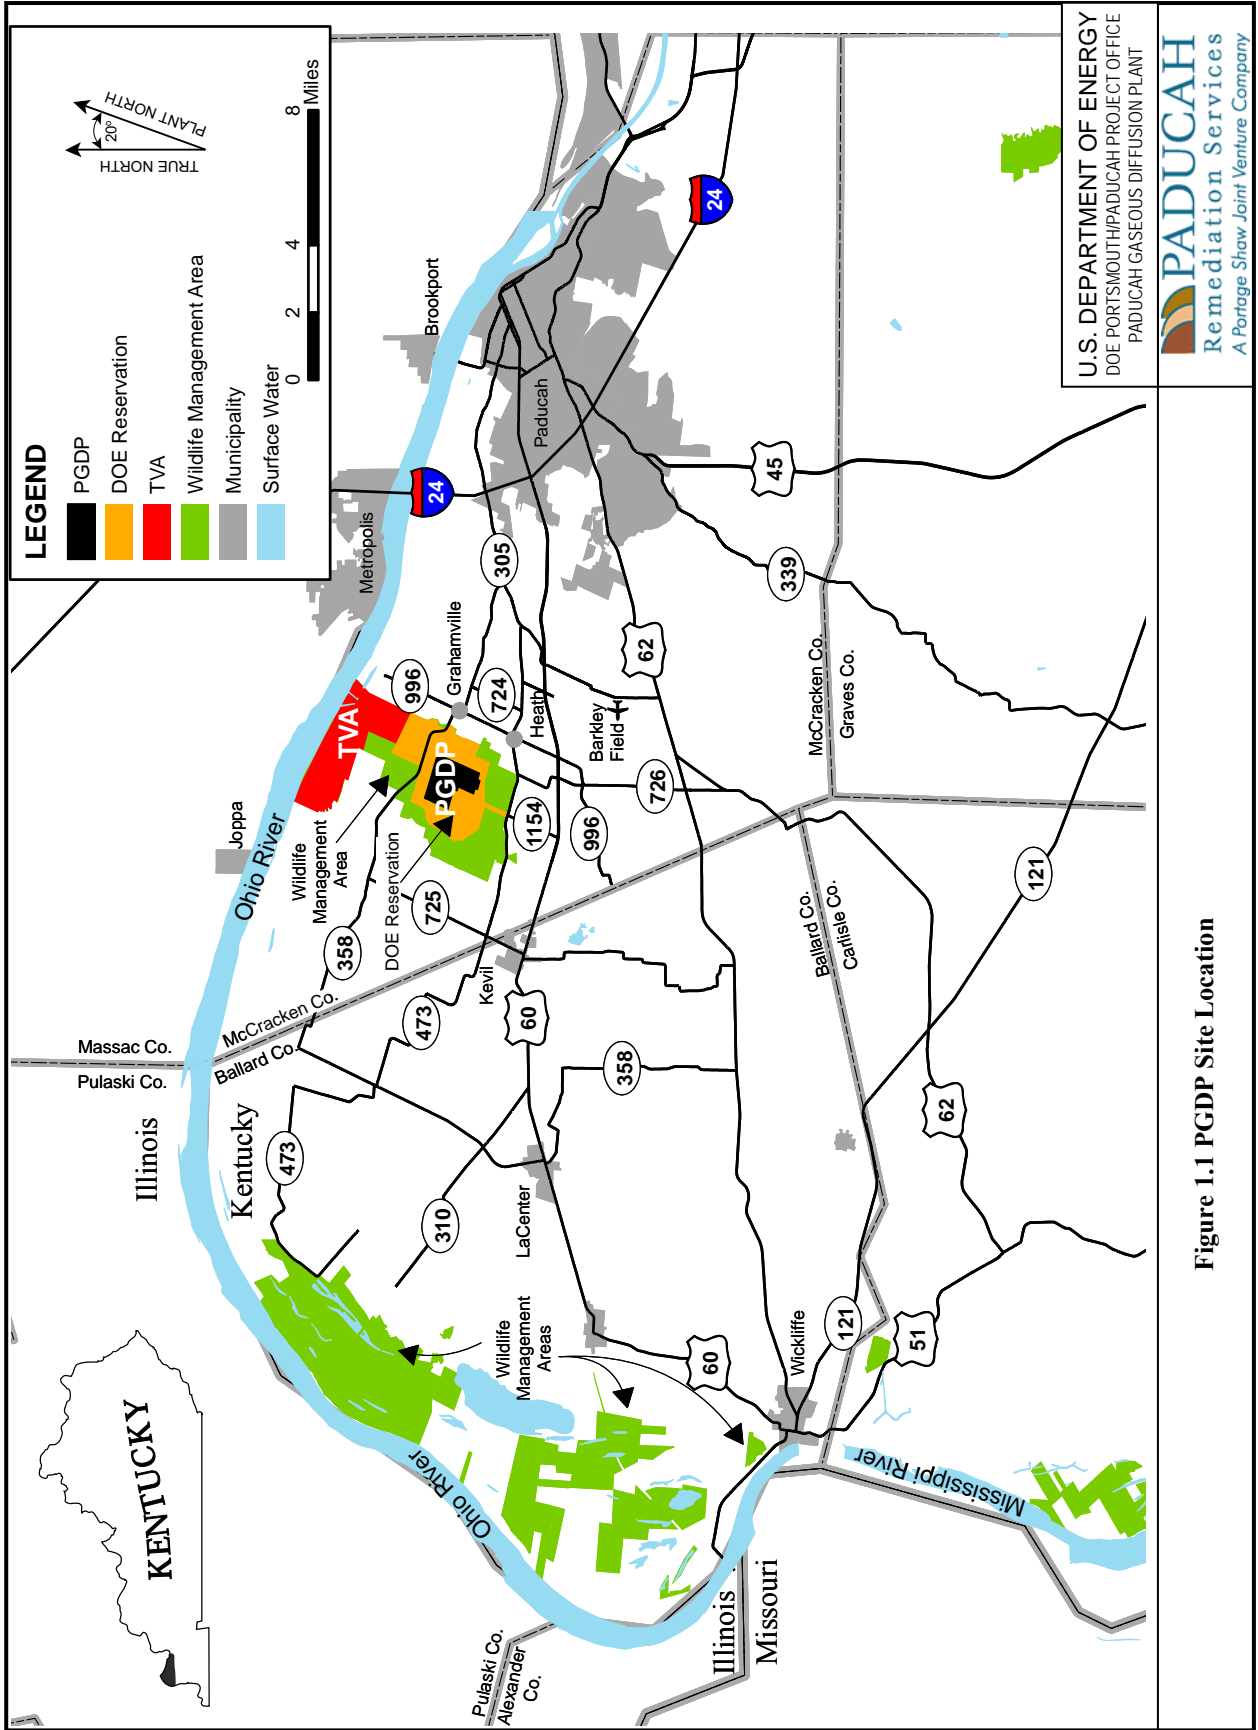 LEGEND
PGDP
DOE Reservation
TVA
Wildlife Management Area
Municipality
Surface Water
0
2
4
8
Miles
TRUE NORTH
PLANT NORTH
20°
KENTUCKY
Illinois
Kentucky
Massac Co.
Pulaski Co.
McCracken Co.
Ballard Co.
Ohio River
Joppa
Metropolis
Brookport
TVA
PGDP
Wildlife
Management
Area
DOE Reservation
Grahamville
Heath
Barkley
Field
Paducah
Kevil
LaCenter
Wickliffe
Wildlife
Management
Areas
Ohio River
Mississippi River
Pulaski Co.
Alexander
Co.
Illinois
Missouri
Ballard Co.
Carlisle Co.
McCracken Co.
Graves Co.
473
310
358
473
725
358
60
60
121
51
62
121
996
724
305
1154
996
726
62
339
45
24
24
U.S. DEPARTMENT OF ENERGY
DOE PORTSMOUTH/PADUCAH PROJECT OFFICE
PADUCAH GASEOUS DIFFUSION PLANT
PADUCAH
Remediation Services
A Portage Shaw Joint Venture Company
Figure 1.1 PGDP Site Location